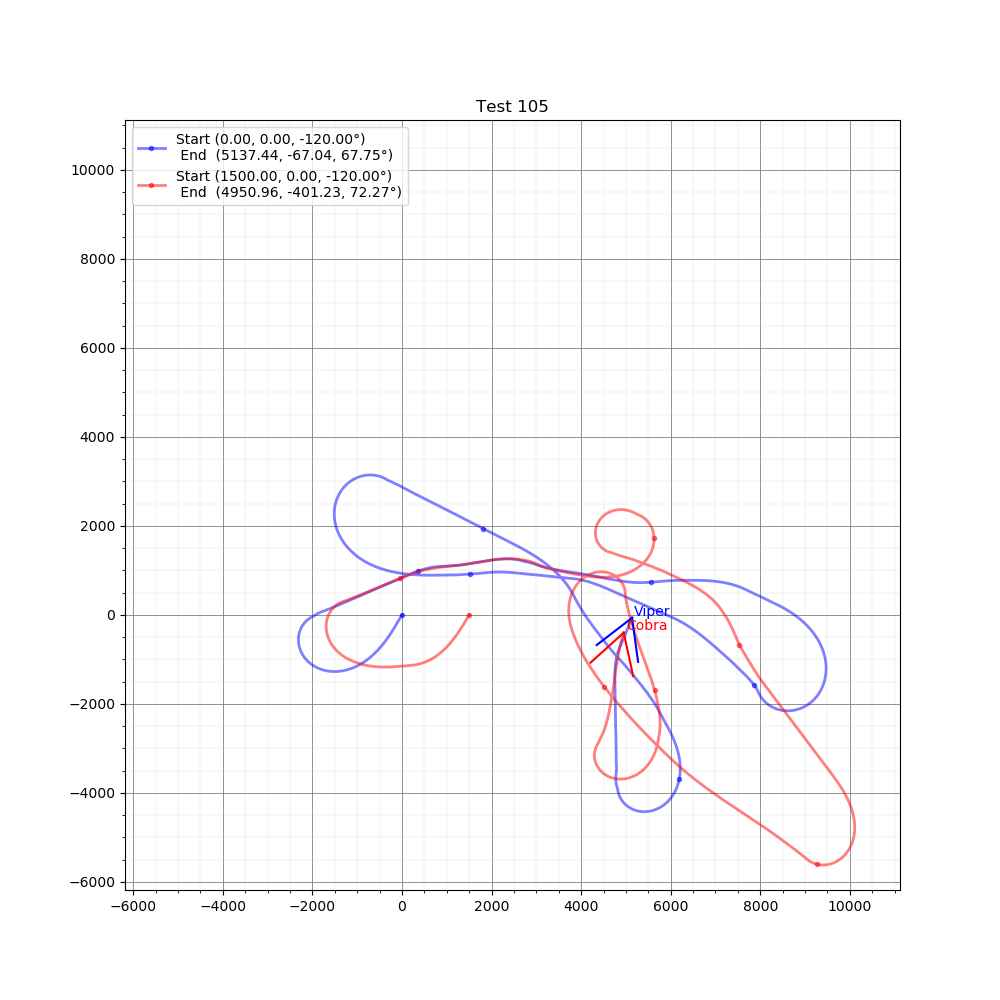 Test 105
Start (0.00, 0.00, -120.00°)
End (5137.44, -67.04, 67.75°)
Start (1500.00, 0.00, -120.00°)
End (4950.96, -401.23, 72.27°)
10000
8000
6000
4000
2000
0
−2000
−4000
−6000
Viper
Cobra
−6000 −4000 −2000 0 2000 4000 6000 8000 10000